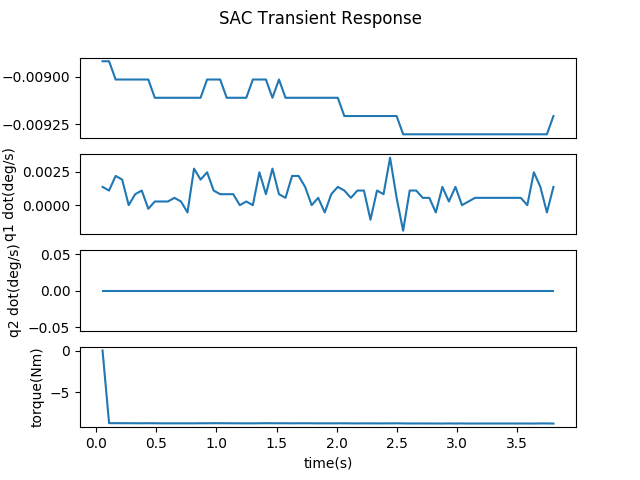 SAC Transient Response
−0.00900
−0.00925
q1 dot(deg/s)
0.0025
0.0000
q2 dot(deg/s)
0.05
0.00
−0.05
torque(Nm)
0
−5
0.0 0.5 1.0 1.5 2.0 2.5 3.0 3.5
time(s)